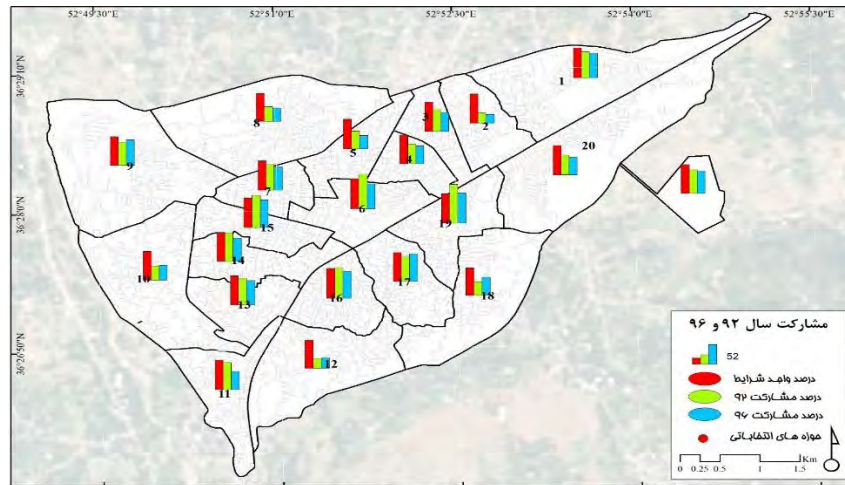 52°49'30"E
52°51'0"E
52°52'30"E
52°54'0"E
52°55'30"E
36°29'10"N
36°28'0"N
36°26'50"N
1
2
3
4
5
6
7
8
9
10
11
12
13
14
15
16
17
18
19
20
مشارکت سال ۹۲ و ۹۶
52
درصد واجد شرایط
درصد مشارکت ۹۲
درصد مشارکت ۹۶
حوزه های انتخاباتی
Km
0 0.25 0.5 1 1.5